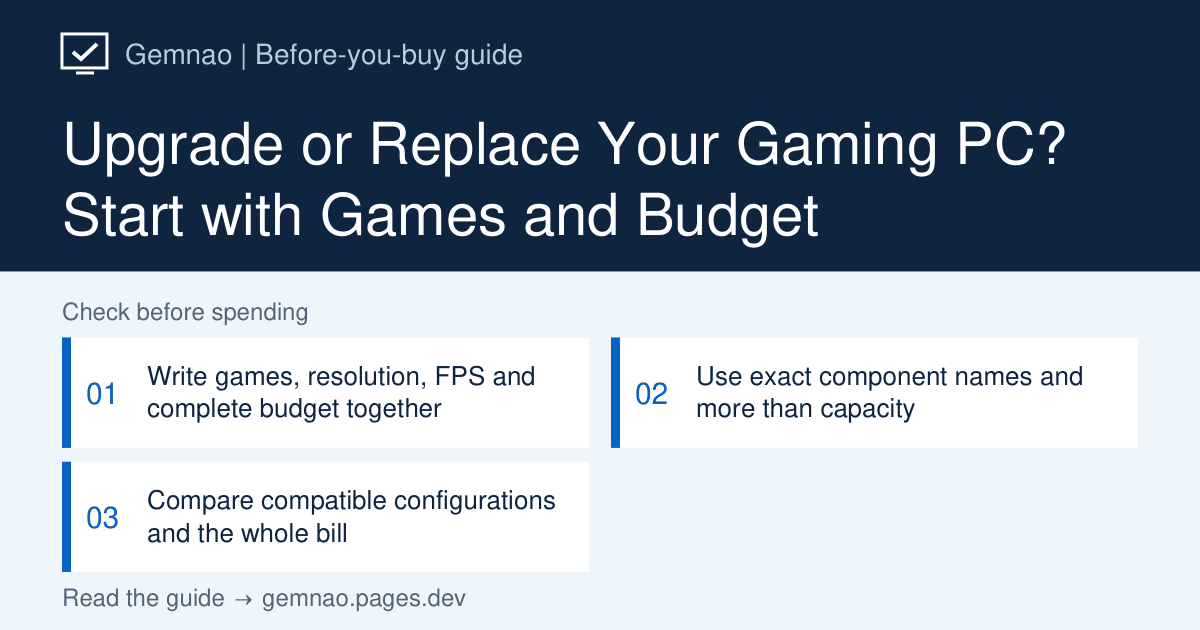 Gemnao | Before-you-buy guide
Upgrade or Replace Your Gaming PC?
Start with Games and Budget
Check before spending
01
Write games, resolution, FPS and
complete budget together
02
Use exact component names and
more than capacity
03
Compare compatible configurations
and the whole bill
Read the guide → gemnao.pages.dev